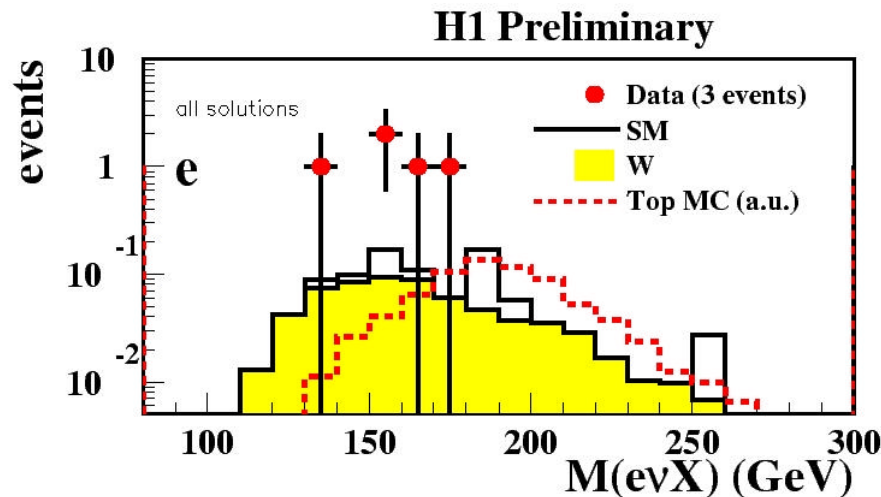 H1 Preliminary
events
10
1
10 -1
10 -2
all solutions
e
Data (3 events)
SM
W
Top MC (a.u.)
100 150 200 250 300
M(eνX) (GeV)